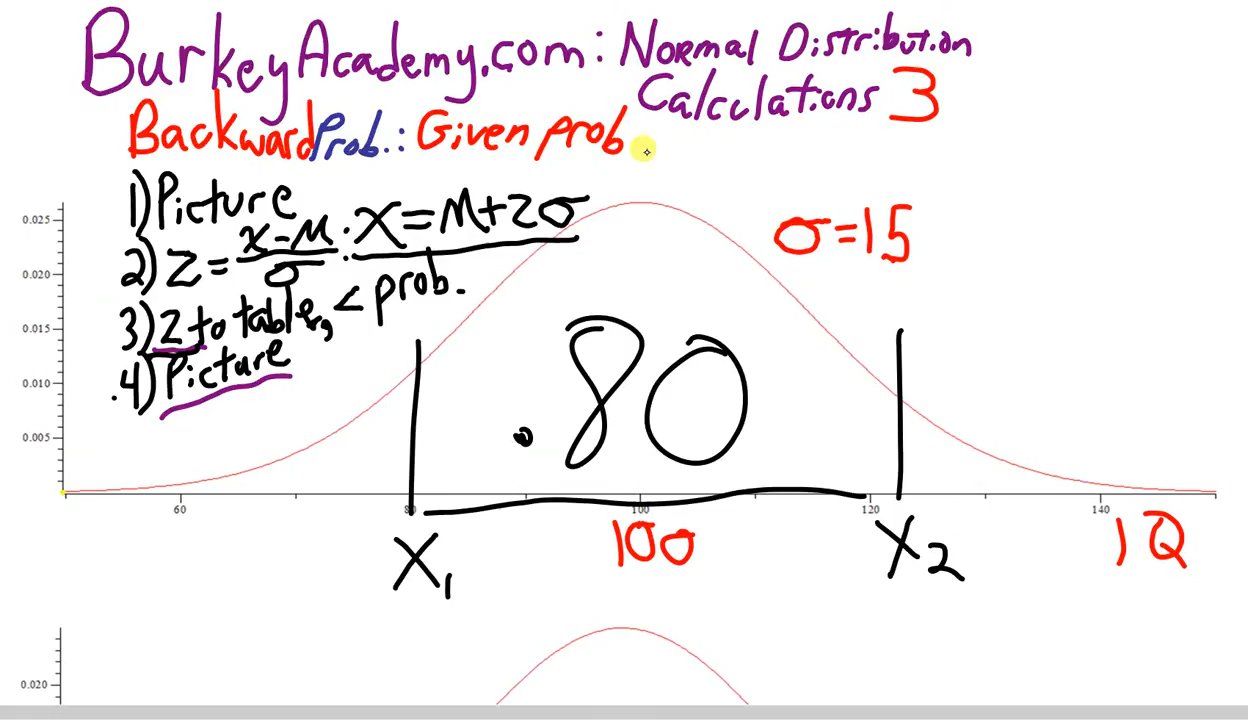 BurkeyAcademy.com: Normal Distribution
Calculations 3
Backward Prob.: Given prob
1) Picture
2) Z = x-M/σ : X = M+Zσ
3) Z to table, < prob.
4) Picture
σ=15
.80
0.025
0.020
0.015
0.010
0.005
60
80
100
120
140
X1
100
X2
IQ
0.020